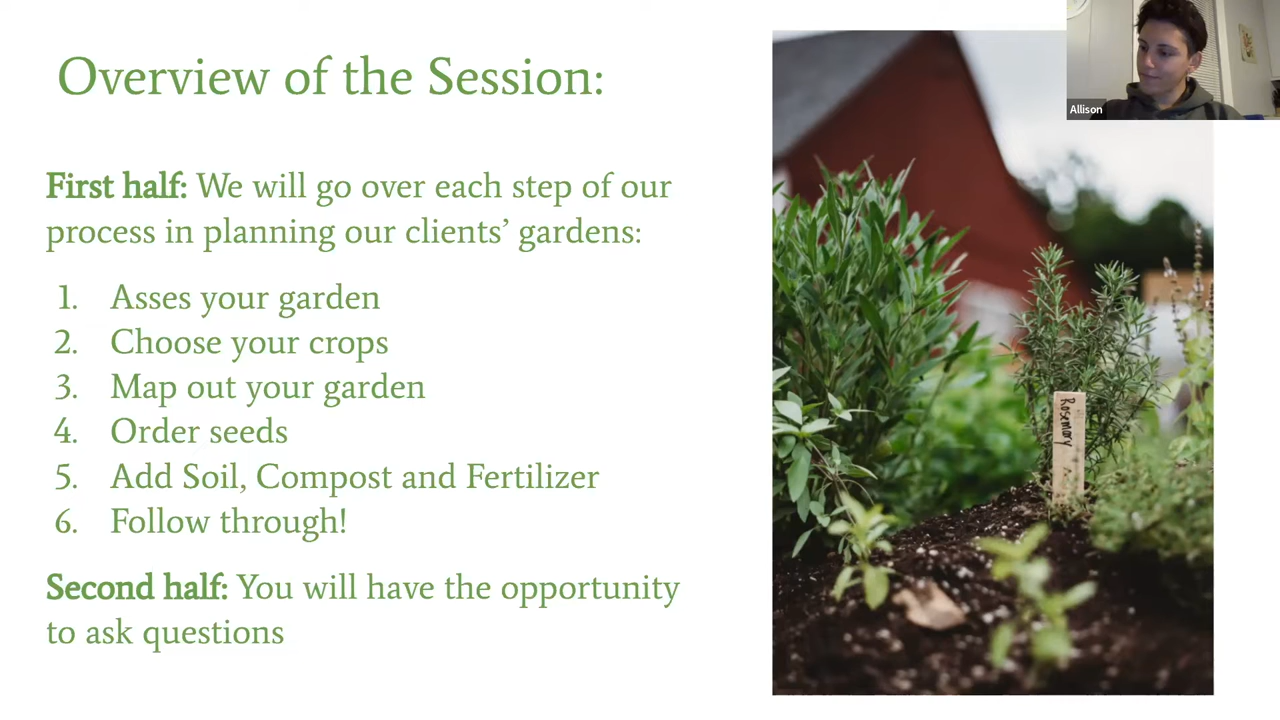 Overview of the Session:
Allison
First half: We will go over each step of our
process in planning our clients’ gardens:
1. Asses your garden
2. Choose your crops
3. Map out your garden
4. Order seeds
5. Add Soil, Compost and Fertilizer
6. Follow through!
Second half: You will have the opportunity
to ask questions
Rosemary